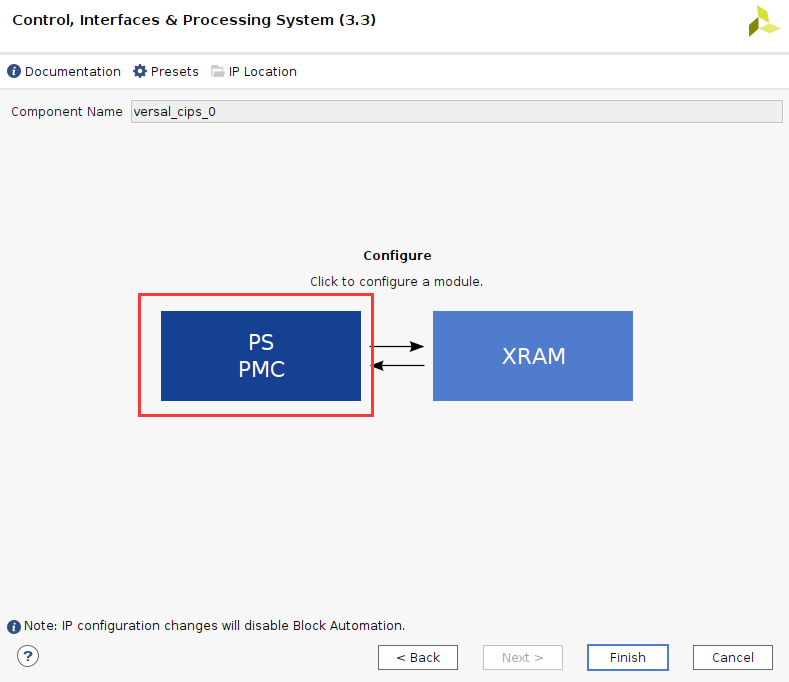 Control, Interfaces & Processing System (3.3)
Documentation Presets IP Location
Component Name versal_cips_0
Configure
Click to configure a module.
PS
PMC
XRAM
Note: IP configuration changes will disable Block Automation.
? < Back Next > Finish Cancel